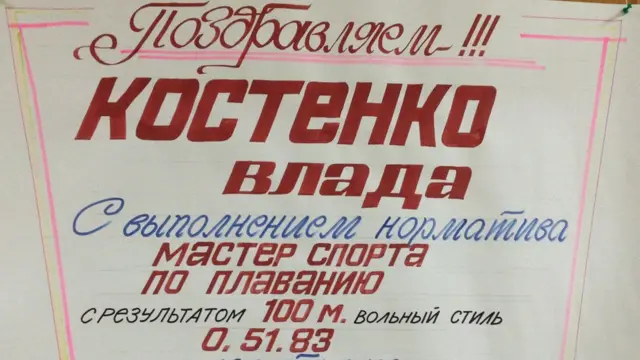 Поздравляем!!!
КОСТЕНКО
влада
С выполнением норматива
мастер спорта
по плаванию
с результатом 100 м. вольный стиль
0.51.83